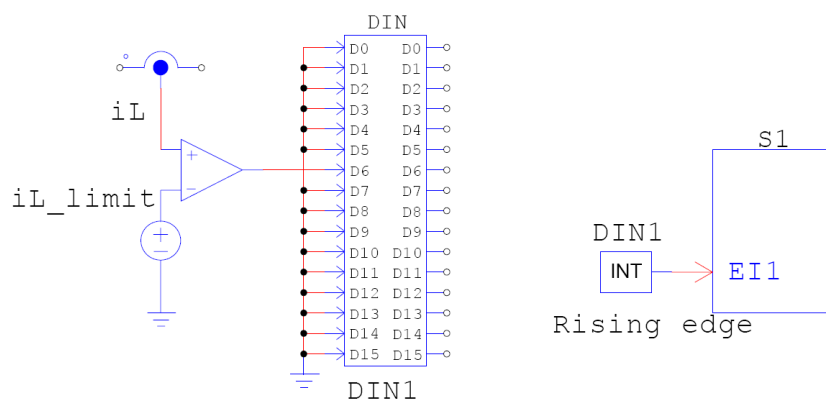 DIN
D0 D0
D1 D1
D2 D2
D3 D3
D4 D4
D5 D5
D6 D6
D7 D7
D8 D8
D9 D9
D10 D10
D11 D11
D12 D12
D13 D13
D14 D14
D15 D15
DIN1
iL
+
−
iL_limit
+
−
S1
DIN1
INT
EI1
Rising edge